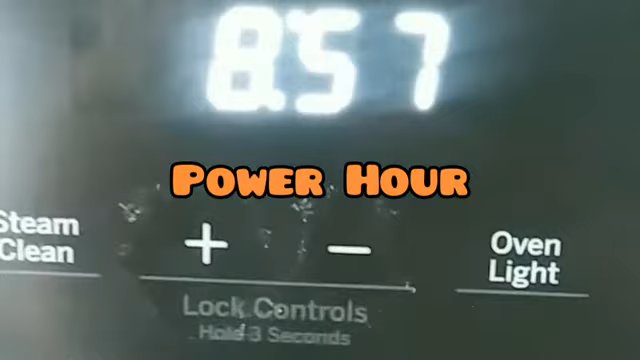 8:57
Power Hour
Steam
Clean
+ -
Oven
Light
Lock Controls
Hold 3 Seconds